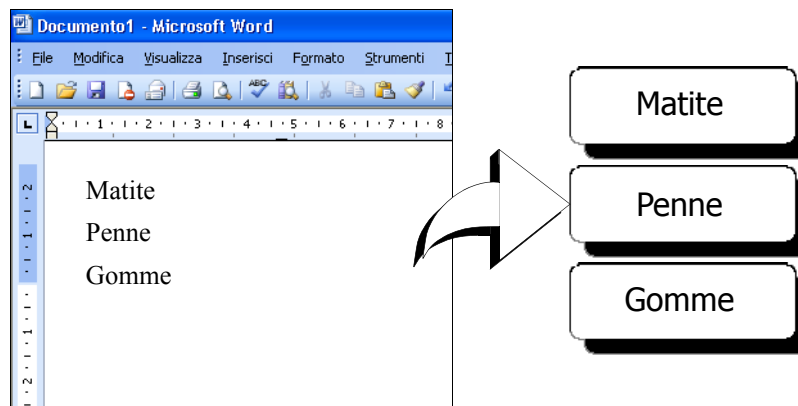 Documento1 - Microsoft Word
File Modifica Visualizza Inserisci Formato Strumenti T
ABC
L 1 2 3 4 5 6 7 8
Matite
Penne
Gomme
2
1
1
2
Matite
Penne
Gomme